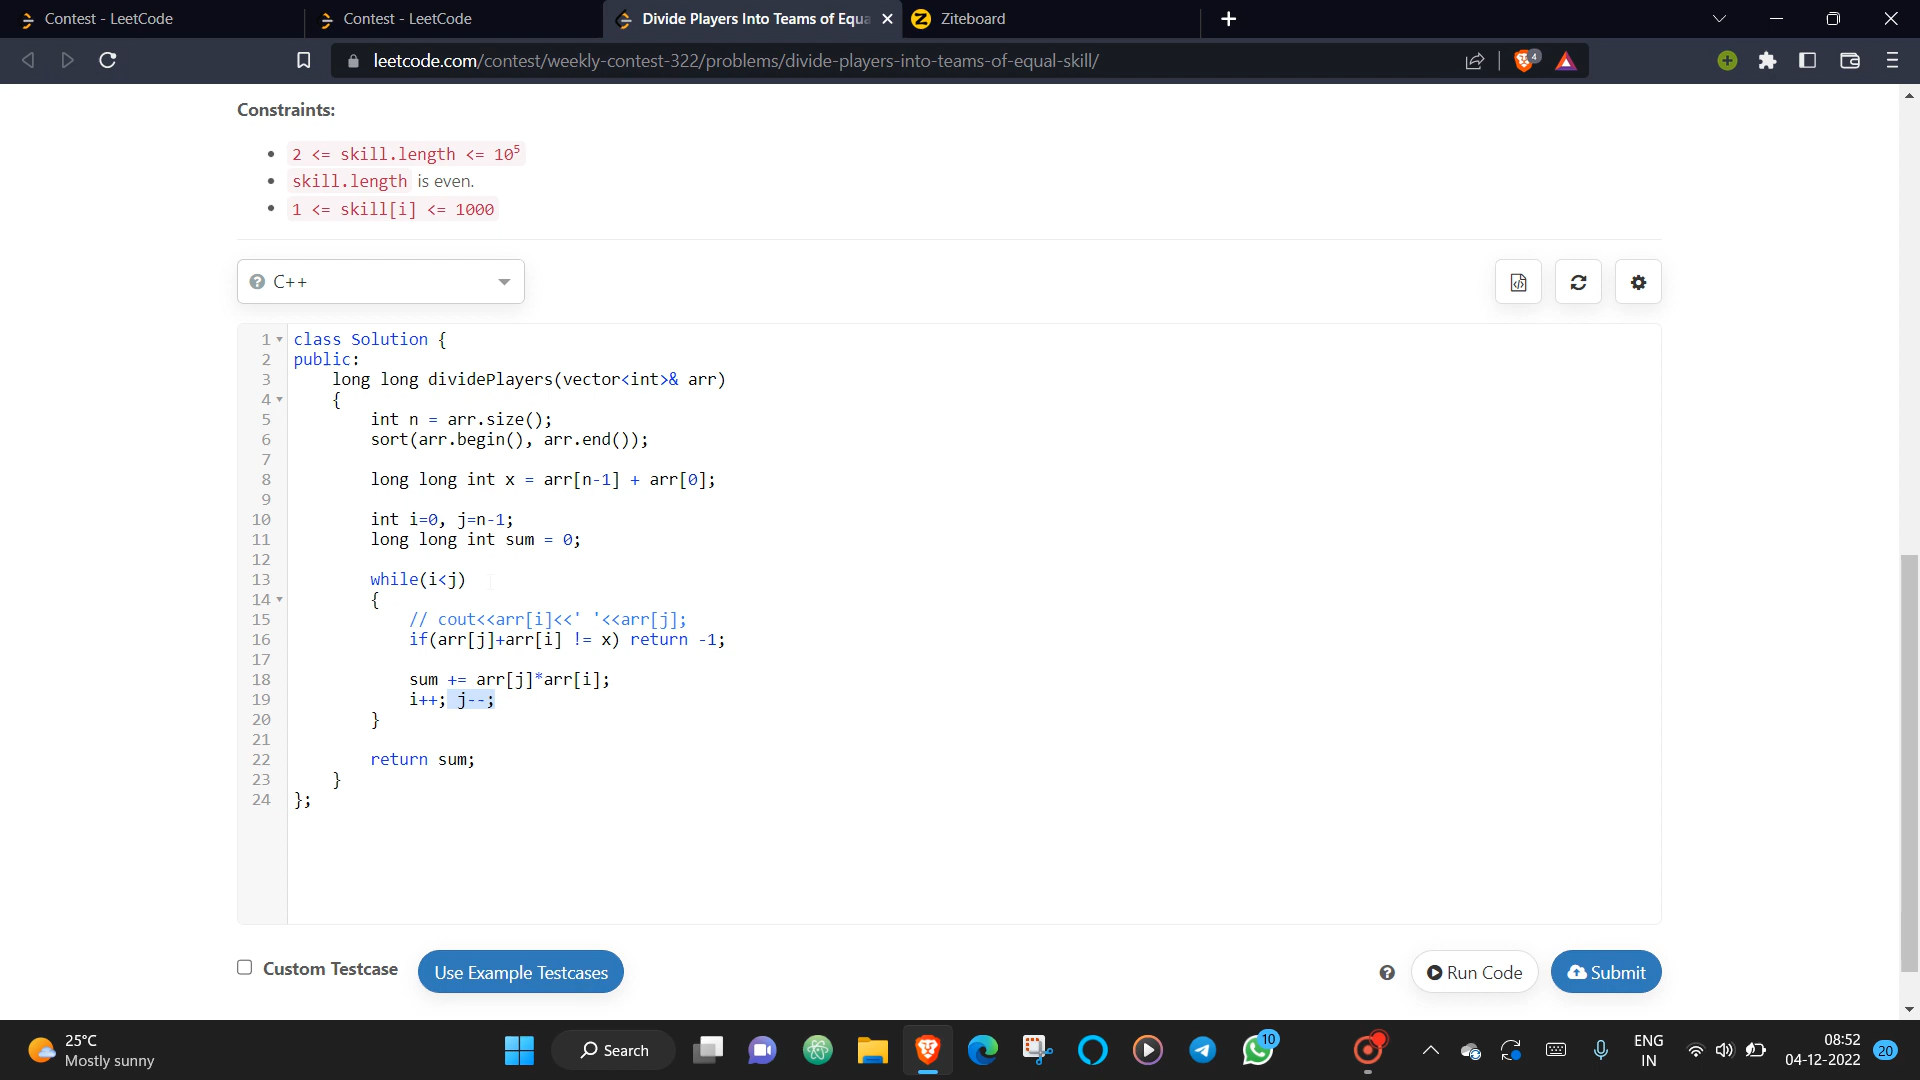 Contest - LeetCode
Contest - LeetCode
Divide Players Into Teams of Equa
Ziteboard
leetcode.com/contest/weekly-contest-322/problems/divide-players-into-teams-of-equal-skill/
4
Constraints:
2 <= skill.length <= 10⁵
skill.length is even.
1 <= skill[i] <= 1000
C++
1 class Solution {
2 public:
3     long long dividePlayers(vector<int>& arr)
4     {
5         int n = arr.size();
6         sort(arr.begin(), arr.end());
7
8         long long int x = arr[n-1] + arr[0];
9
10         int i=0, j=n-1;
11         long long int sum = 0;
12
13         while(i<j)
14         {
15             // cout<<arr[i]<<' '<<arr[j];
16             if(arr[j]+arr[i] != x) return -1;
17
18             sum += arr[j]*arr[i];
19             i++; j--;
20         }
21
22         return sum;
23     }
24 };
Custom Testcase
Use Example Testcases
Run Code
Submit
25°C
Mostly sunny
Search
10
ENG
IN
08:52
04-12-2022
20